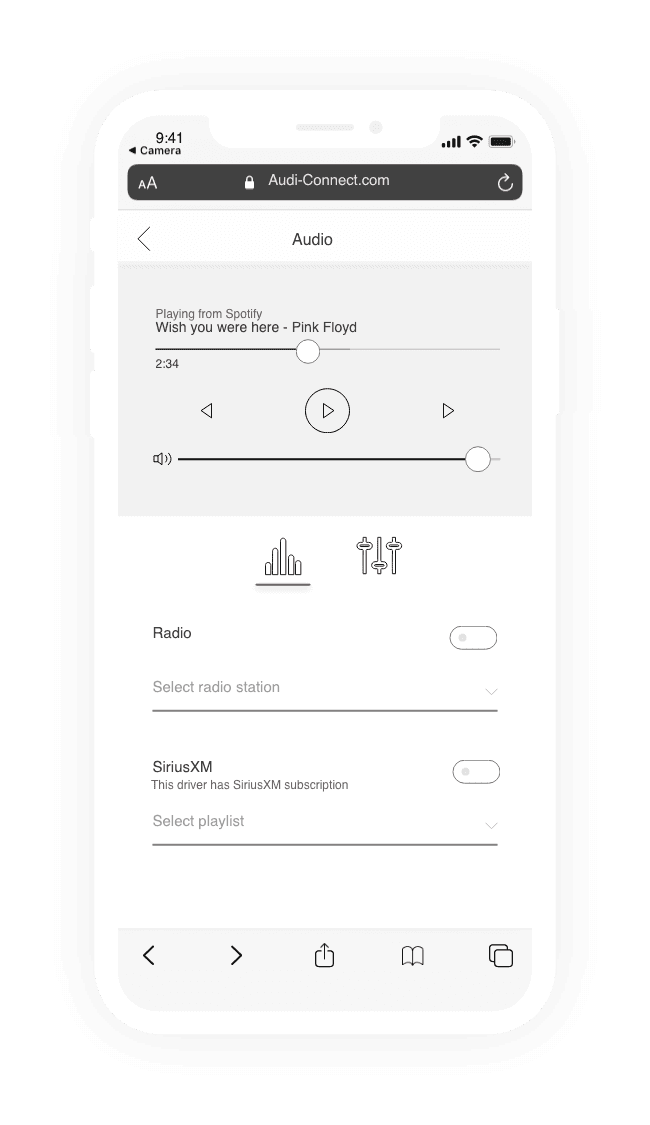 9:41
◀ Camera
AA
Audi-Connect.com
Audio
Playing from Spotify
Wish you were here - Pink Floyd
2:34
Radio
Select radio station
SiriusXM
This driver has SiriusXM subscription
Select playlist